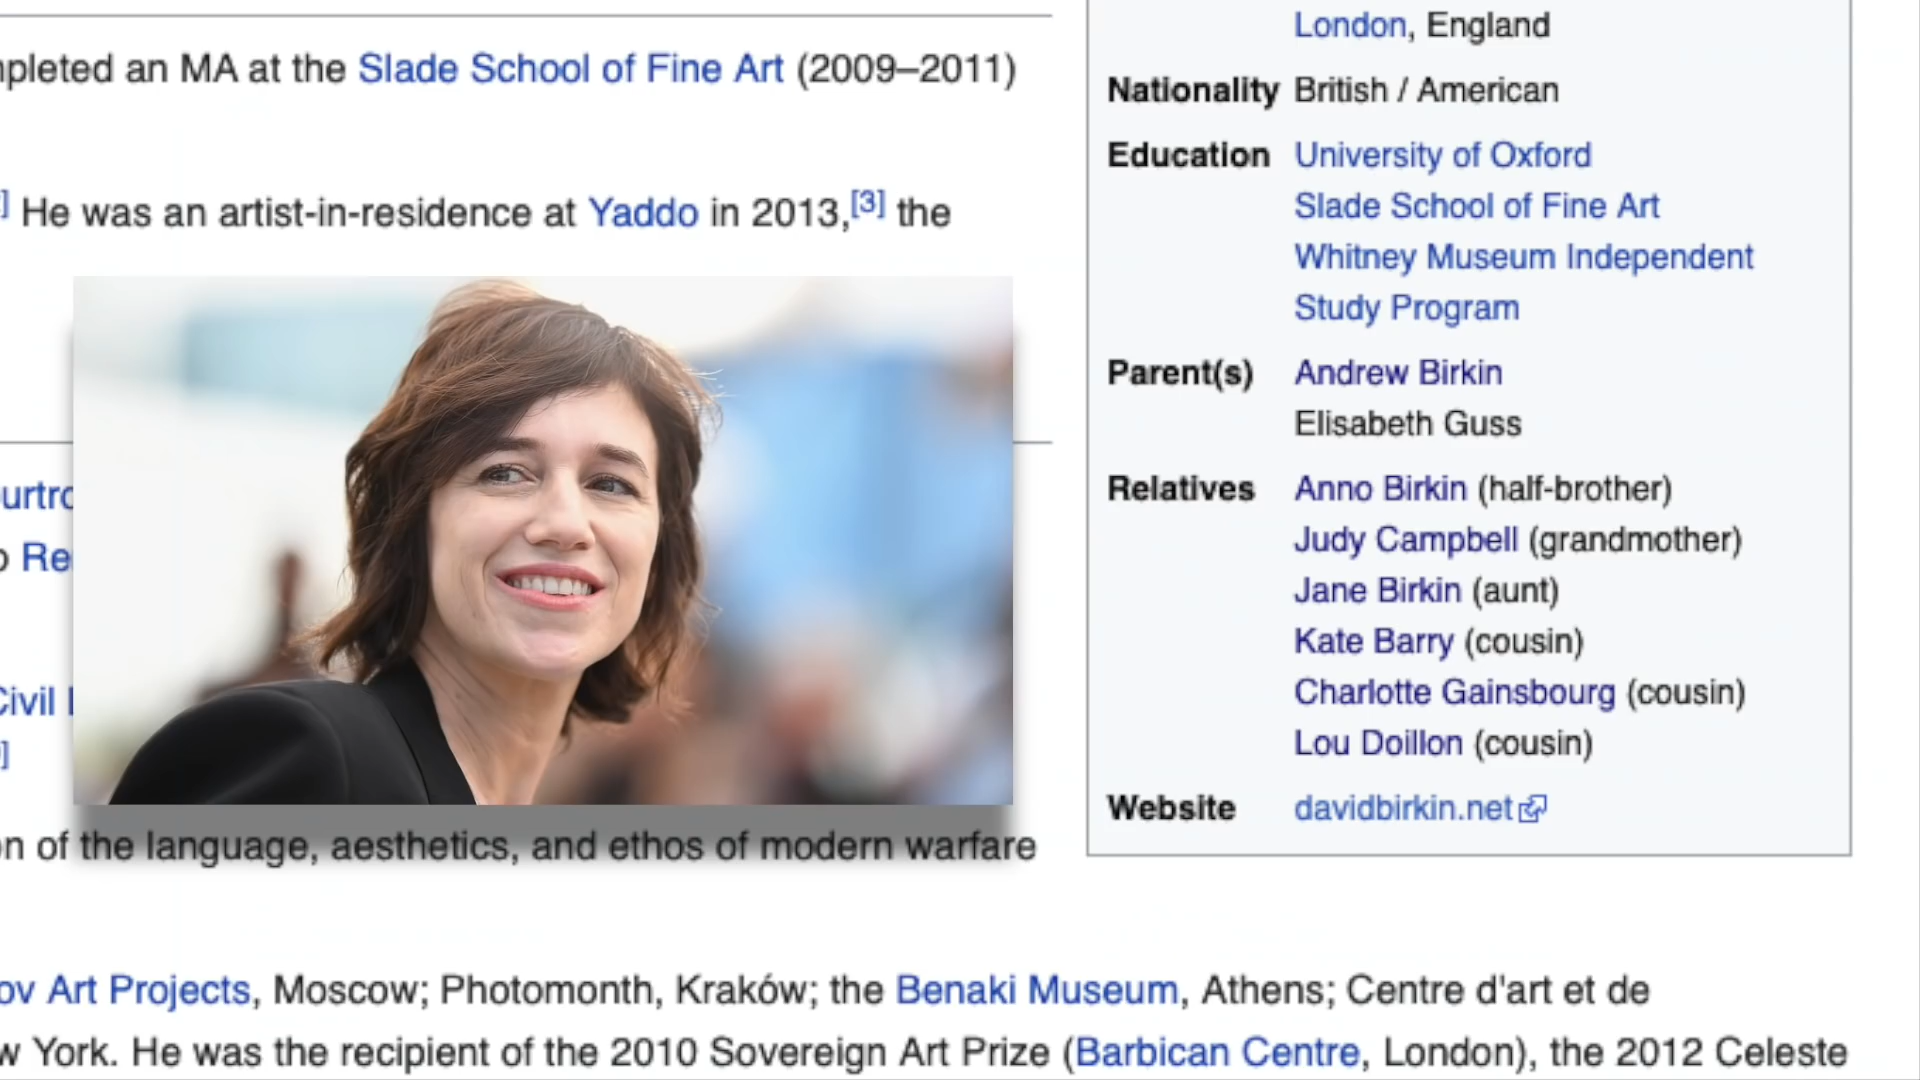 mpleted an MA at the Slade School of Fine Art (2009–2011)
] He was an artist-in-residence at Yaddo in 2013,[3] the
urtro
o Re
Civil
]
on of the language, aesthetics, and ethos of modern warfare
ov Art Projects, Moscow; Photomonth, Kraków; the Benaki Museum, Athens; Centre d'art et de
w York. He was the recipient of the 2010 Sovereign Art Prize (Barbican Centre, London), the 2012 Celeste
London, England
Nationality British / American
Education University of Oxford
Slade School of Fine Art
Whitney Museum Independent
Study Program
Parent(s) Andrew Birkin
Elisabeth Guss
Relatives Anno Birkin (half-brother)
Judy Campbell (grandmother)
Jane Birkin (aunt)
Kate Barry (cousin)
Charlotte Gainsbourg (cousin)
Lou Doillon (cousin)
Website davidbirkin.net